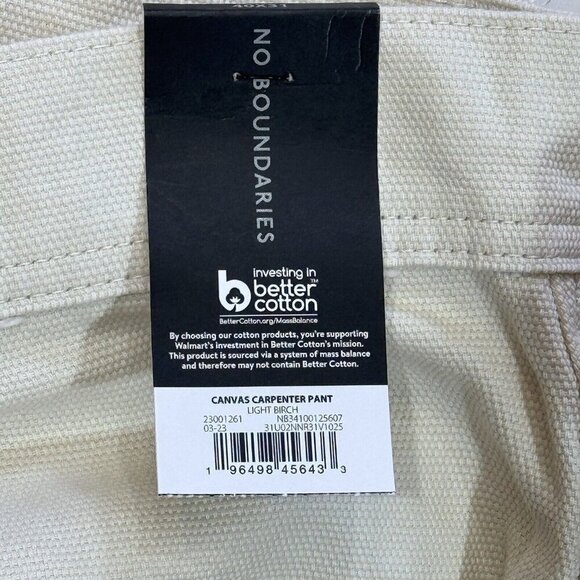 40X31
NO BOUNDARIES
investing in
better™
cotton
BetterCotton.org/MassBalance
By choosing our cotton products, you're supporting
Walmart's investment in Better Cotton's mission.
This product is sourced via a system of mass balance
and therefore may not contain Better Cotton.
CANVAS CARPENTER PANT
LIGHT BIRCH
23001261 NB34100125607
03-23 31U02NNR31V1025
1 96498 45643 3